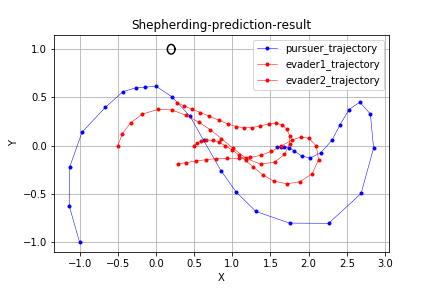 Shepherding-prediction-result
pursuer_trajectory
evader1_trajectory
evader2_trajectory
1.0
0.5
0.0
−0.5
−1.0
Y
−1.0 −0.5 0.0 0.5 1.0 1.5 2.0 2.5 3.0
X